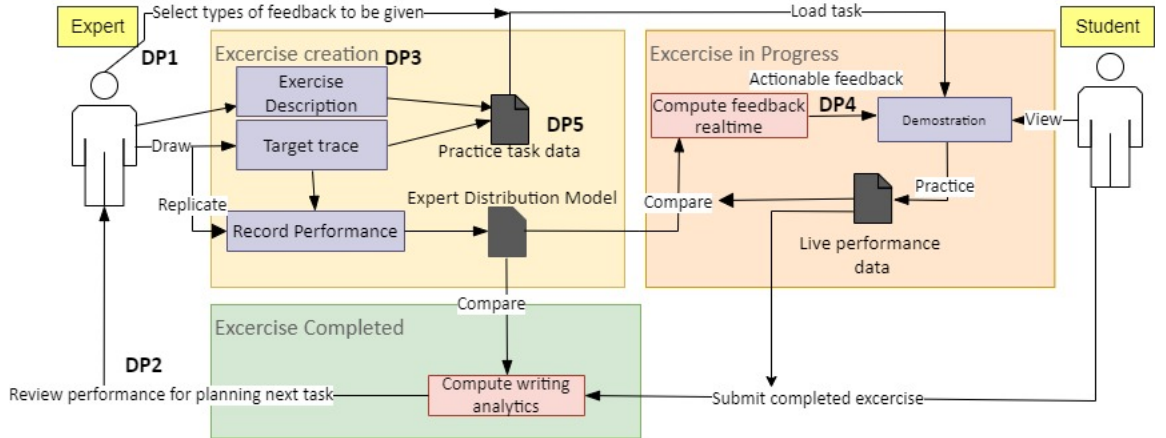 Expert
Select types of feedback to be given
Load task
Student
DP1
Excercise creation
DP3
Exercise
Description
Draw
Target trace
DP5
Practice task data
Replicate
Expert Distribution Model
Record Performance
Excercise in Progress
Actionable feedback
Compute feedback
realtime
DP4
Demostration
View
Practice
Compare
Live performance
data
Compare
Excercise Completed
DP2
Review performance for planning next task
Compute writing
analytics
Submit completed excercise